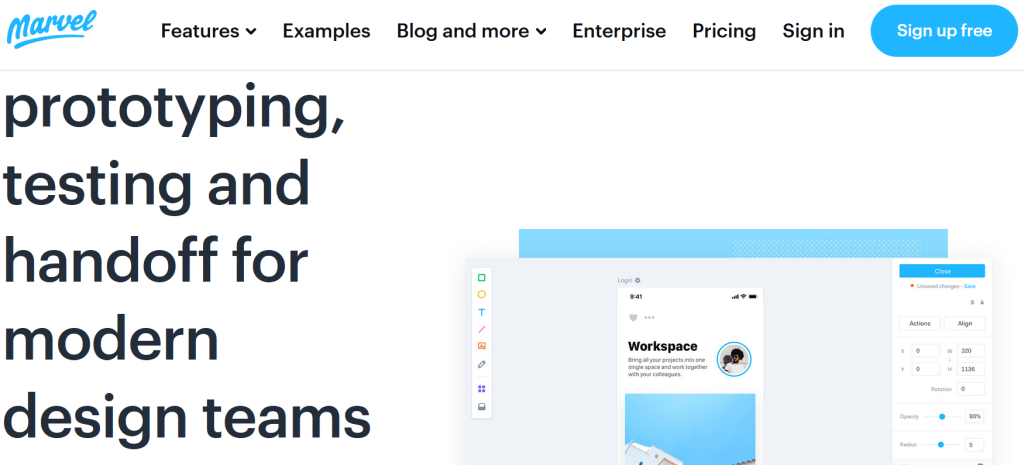 Marvel
Features Examples Blog and more Enterprise Pricing Sign in Sign up free
prototyping,
testing and
handoff for
modern
design teams
Login
9:41
Workspace
Bring all your projects into one
single space and work together
with your colleagues.
T
Close
Unsaved changes - Save
Actions Align
X 0 W 320
Y 0 H 1136
Rotation 0
Opacity 80%
Radius 5